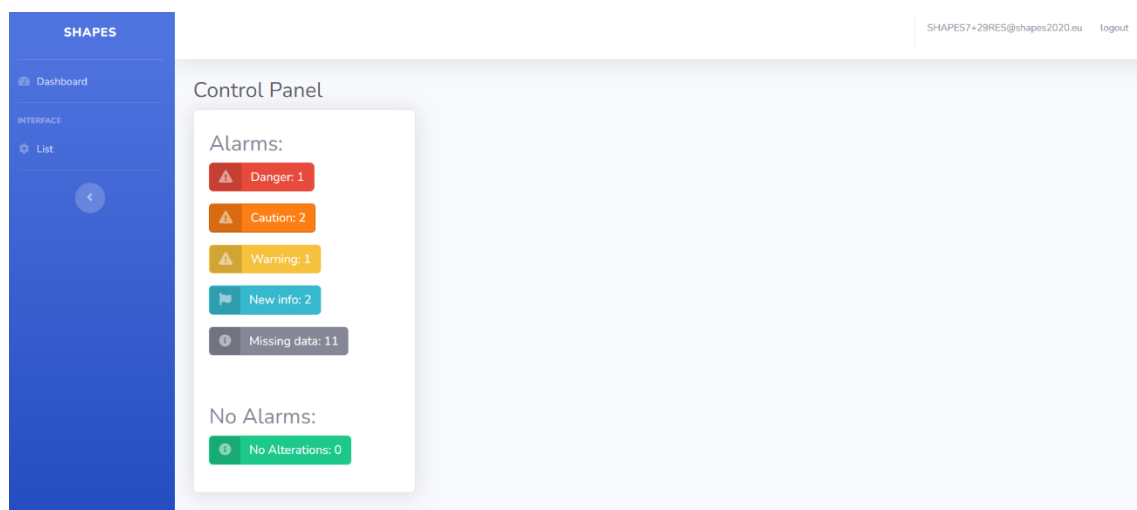 SHAPES
SHAPES7+29RES@shapes2020.eu logout
Dashboard
INTERFACE
List
Control Panel
Alarms:
Danger: 1
Caution: 2
Warning: 1
New info: 2
Missing data: 11
No Alarms:
No Alterations: 0